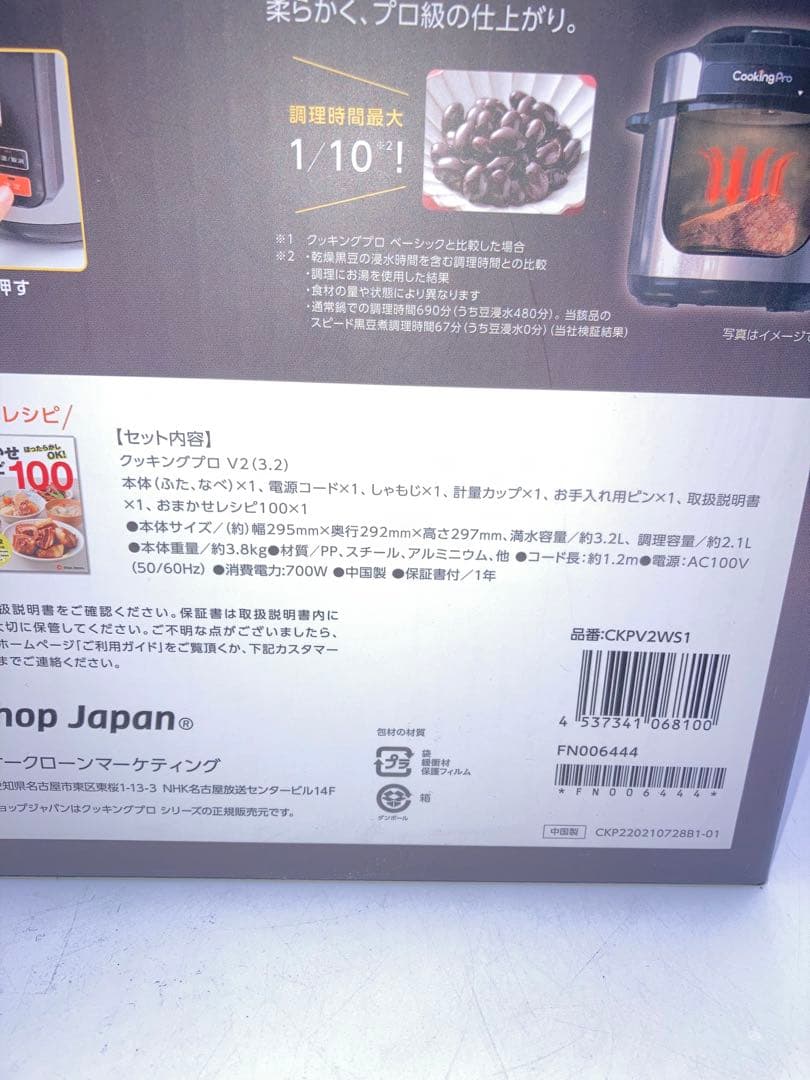 柔らかく、プロ級の仕上がり。
CookingPro
調理時間最大
1/10※2!
※1 クッキングプロ ベーシックと比較した場合
※2 ・乾燥黒豆の浸水時間を含む調理時間との比較
・調理にお湯を使用した結果
・食材の量や状態により異なります
・通常鍋での調理時間690分(うち豆浸水480分)。当該品の
スピード黒豆煮調理時間67分(うち豆浸水0分)(当社検証結果)
押す
写真はイメージで
レシピ/
ほったらかし
OK!
100
【セット内容】
クッキングプロ V2(3.2)
本体(ふた、なべ)×1、電源コード×1、しゃもじ×1、計量カップ×1、お手入れ用ピン×1、取扱説明書
×1、おまかせレシピ100×1
●本体サイズ/(約)幅295mm×奥行292mm×高さ297mm、満水容量/約3.2L、調理容量/約2.1L
●本体重量/約3.8kg●材質/PP、スチール、アルミニウム、他 ●コード長:約1.2m●電源:AC100V
(50/60Hz) ●消費電力:700W ●中国製 ●保証書付/1年
扱説明書をご確認ください。保証書は取扱説明書内に
大切に保管してください。ご不明な点がございましたら、
ホームページ「ご利用ガイド」をご覧頂くか、下記カスタマー
までご連絡ください。
品番:CKPV2WS1
4 537341 068100
hop Japan®
ークローンマーケティング
知県名古屋市東区東桜1-13-3 NHK名古屋放送センタービル14F
ョップジャパンはクッキングプロ シリーズの正規販売元です。
包材の材質
プラ
袋
緩衝材
保護フィルム
箱
ダンボール
FN006444
*FN006444*
中国製 CKP220210728B1-01